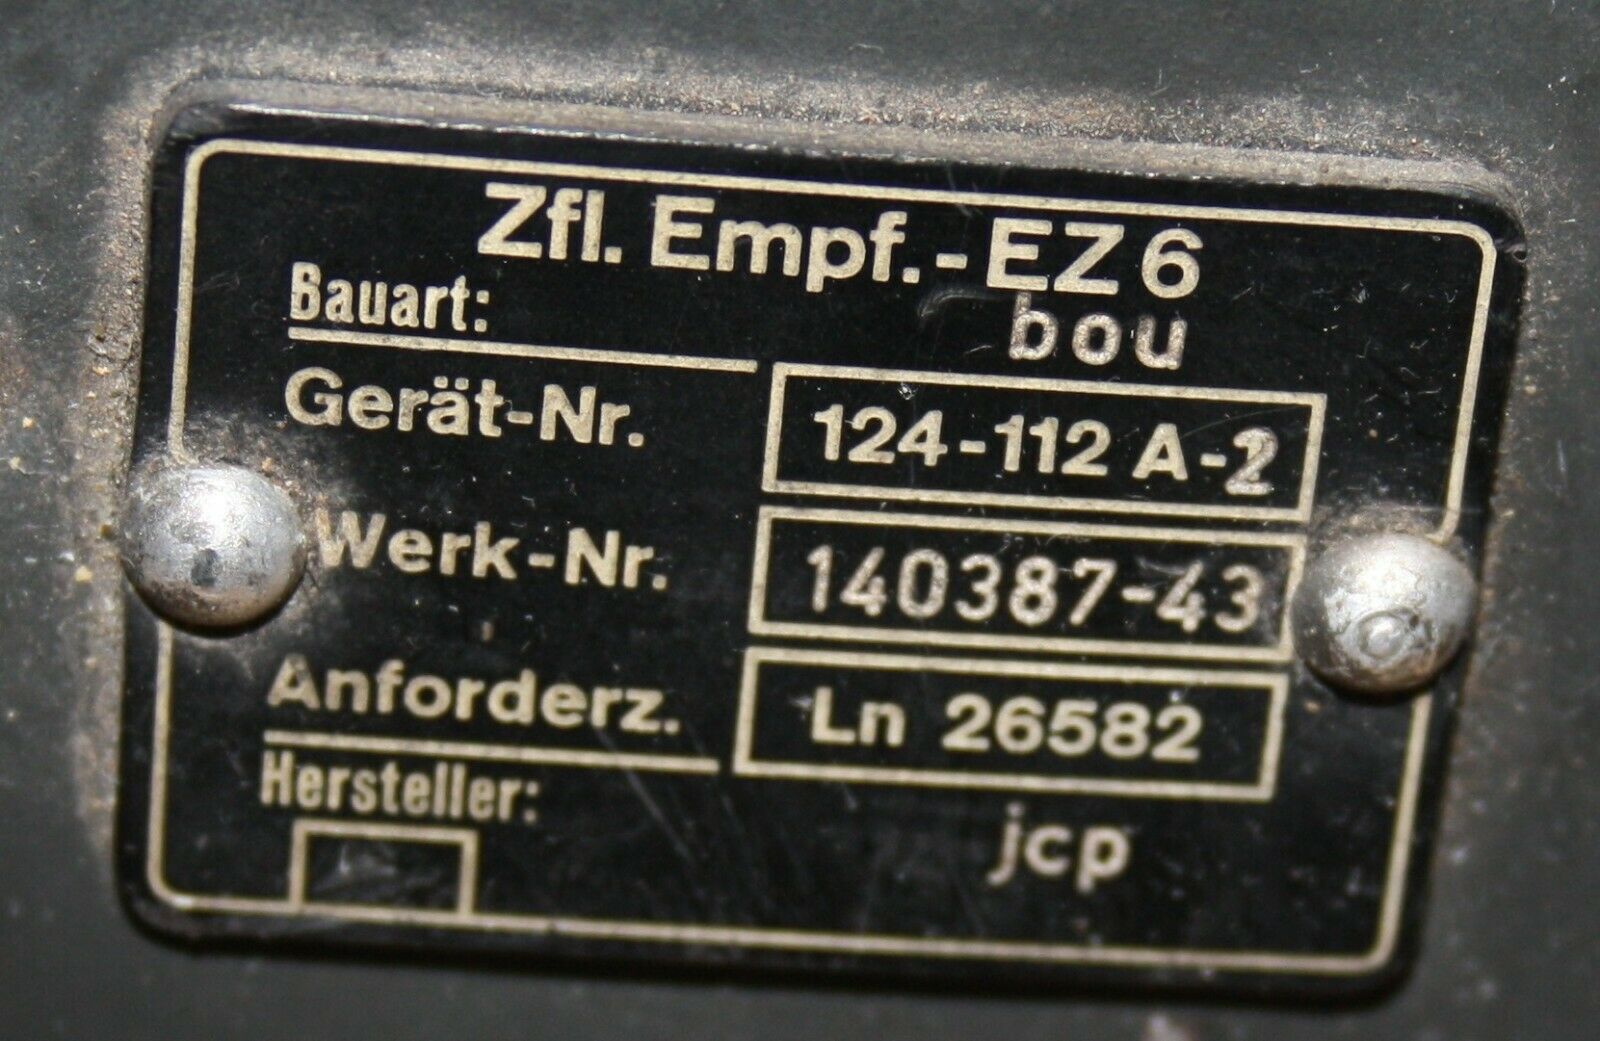 Zfl. Empf.-EZ6
Bauart: bou
Gerät-Nr. 124-112 A-2
Werk-Nr. 140387-43
Anforderz. Ln 26582
Hersteller: jcp